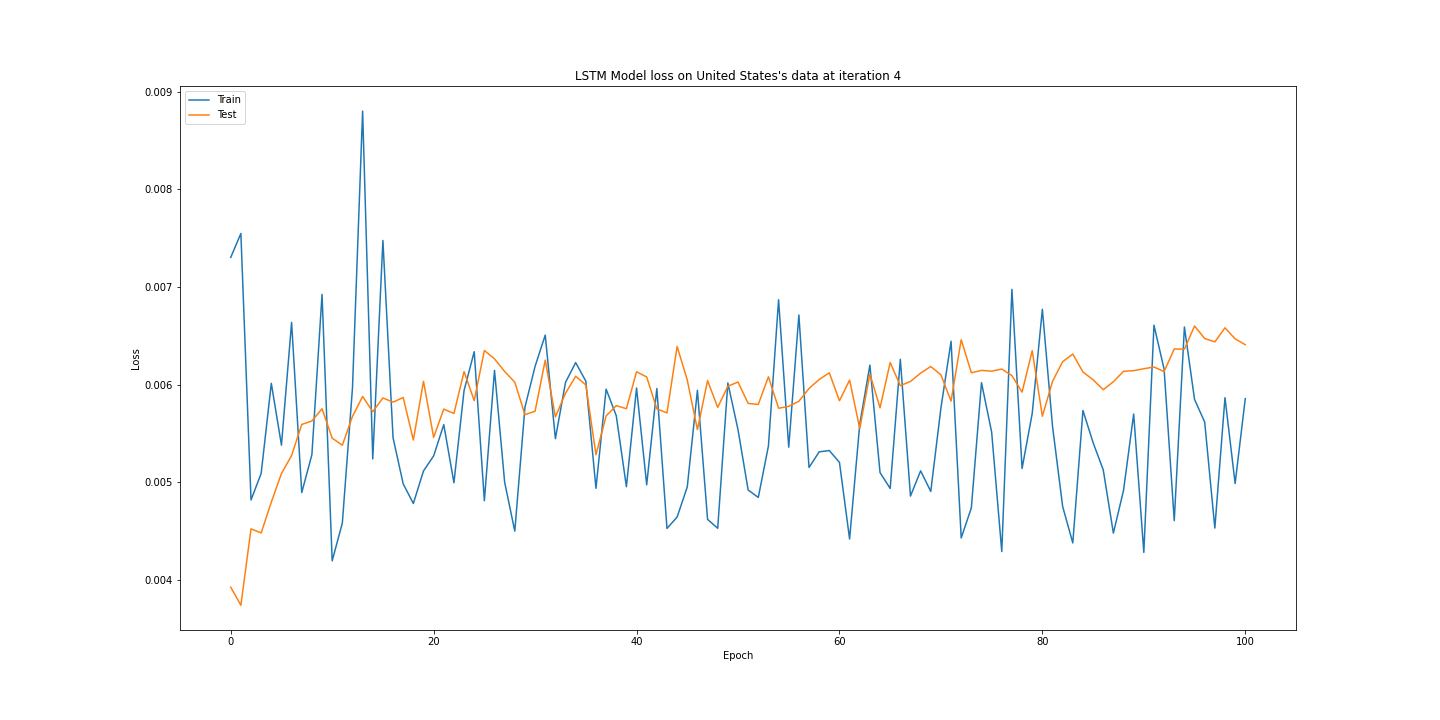 LSTM Model loss on United States's data at iteration 4
Train
Test
0.009
0.008
0.007
0.006
0.005
0.004
Loss
0 20 40 60 80 100
Epoch